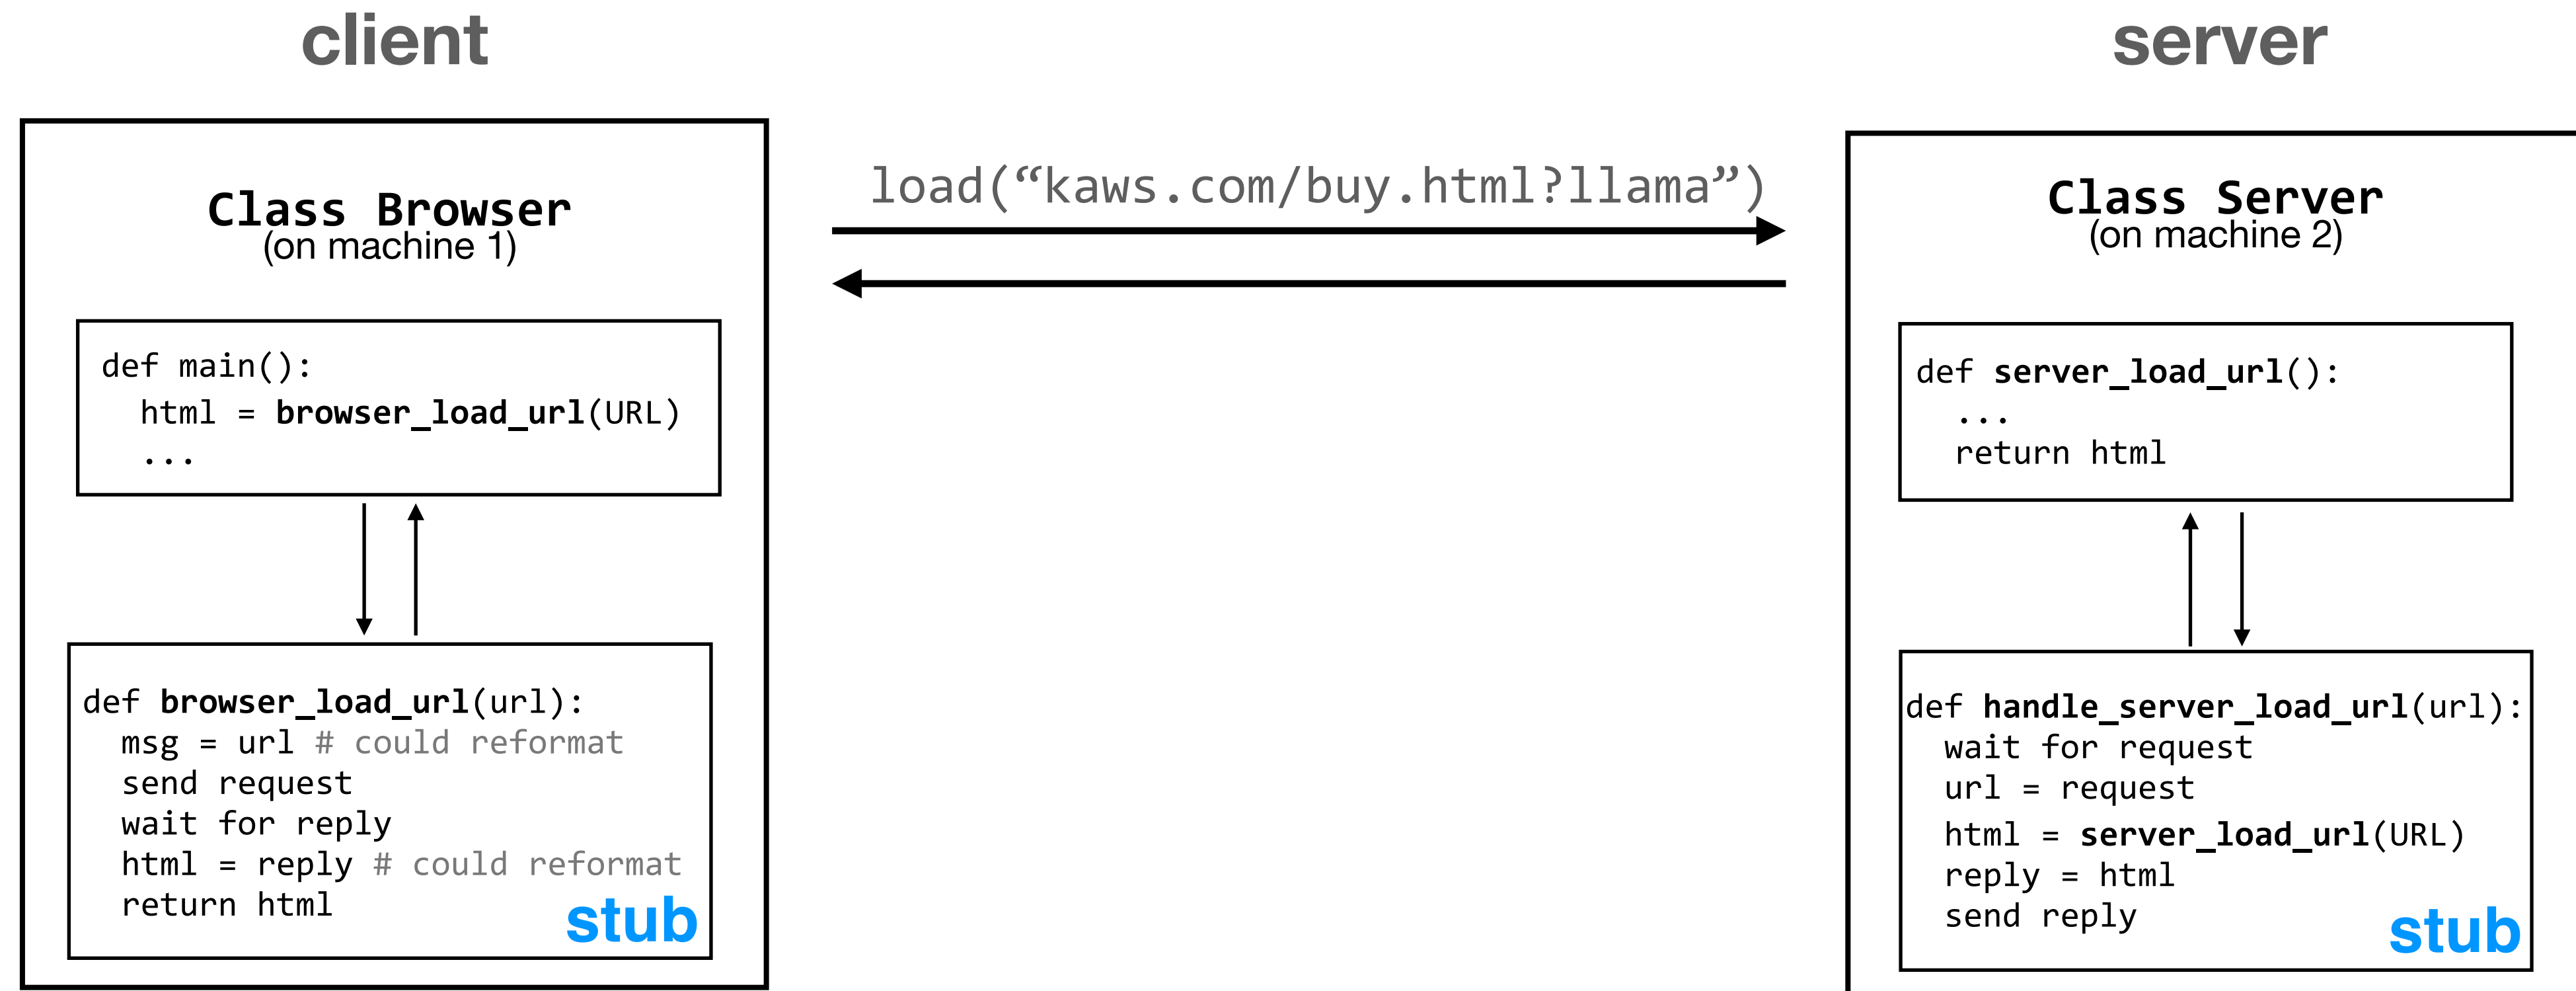 client
server
Class Browser
(on machine 1)
def main():
html = browser_load_url(URL)
...
def browser_load_url(url):
msg = url # could reformat
send request
wait for reply
html = reply # could reformat
return html
stub
load(“kaws.com/buy.html?llama”)
Class Server
(on machine 2)
def server_load_url():
...
return html
def handle_server_load_url(url):
wait for request
url = request
html = server_load_url(URL)
reply = html
send reply
stub